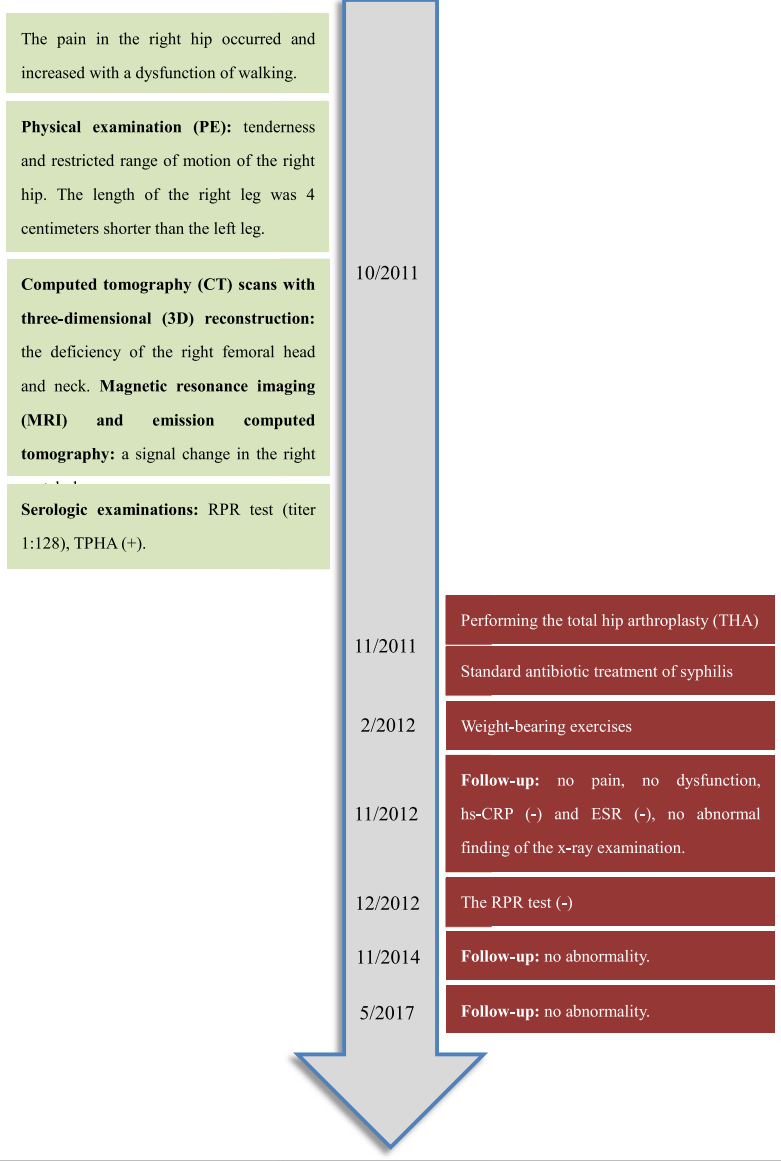 The pain in the right hip occurred and
increased with a dysfunction of walking.
Physical examination (PE): tenderness
and restricted range of motion of the right
hip. The length of the right leg was 4
centimeters shorter than the left leg.
Computed tomography (CT) scans with
three-dimensional (3D) reconstruction:
the deficiency of the right femoral head
and neck. Magnetic resonance imaging
(MRI) and emission computed
tomography: a signal change in the right
Serologic examinations: RPR test (titer
1:128), TPHA (+).
10/2011
11/2011
Performing the total hip arthroplasty (THA)
Standard antibiotic treatment of syphilis
2/2012
Weight-bearing exercises
11/2012
Follow-up: no pain, no dysfunction,
hs-CRP (-) and ESR (-), no abnormal
finding of the x-ray examination.
12/2012
The RPR test (-)
11/2014
Follow-up: no abnormality.
5/2017
Follow-up: no abnormality.